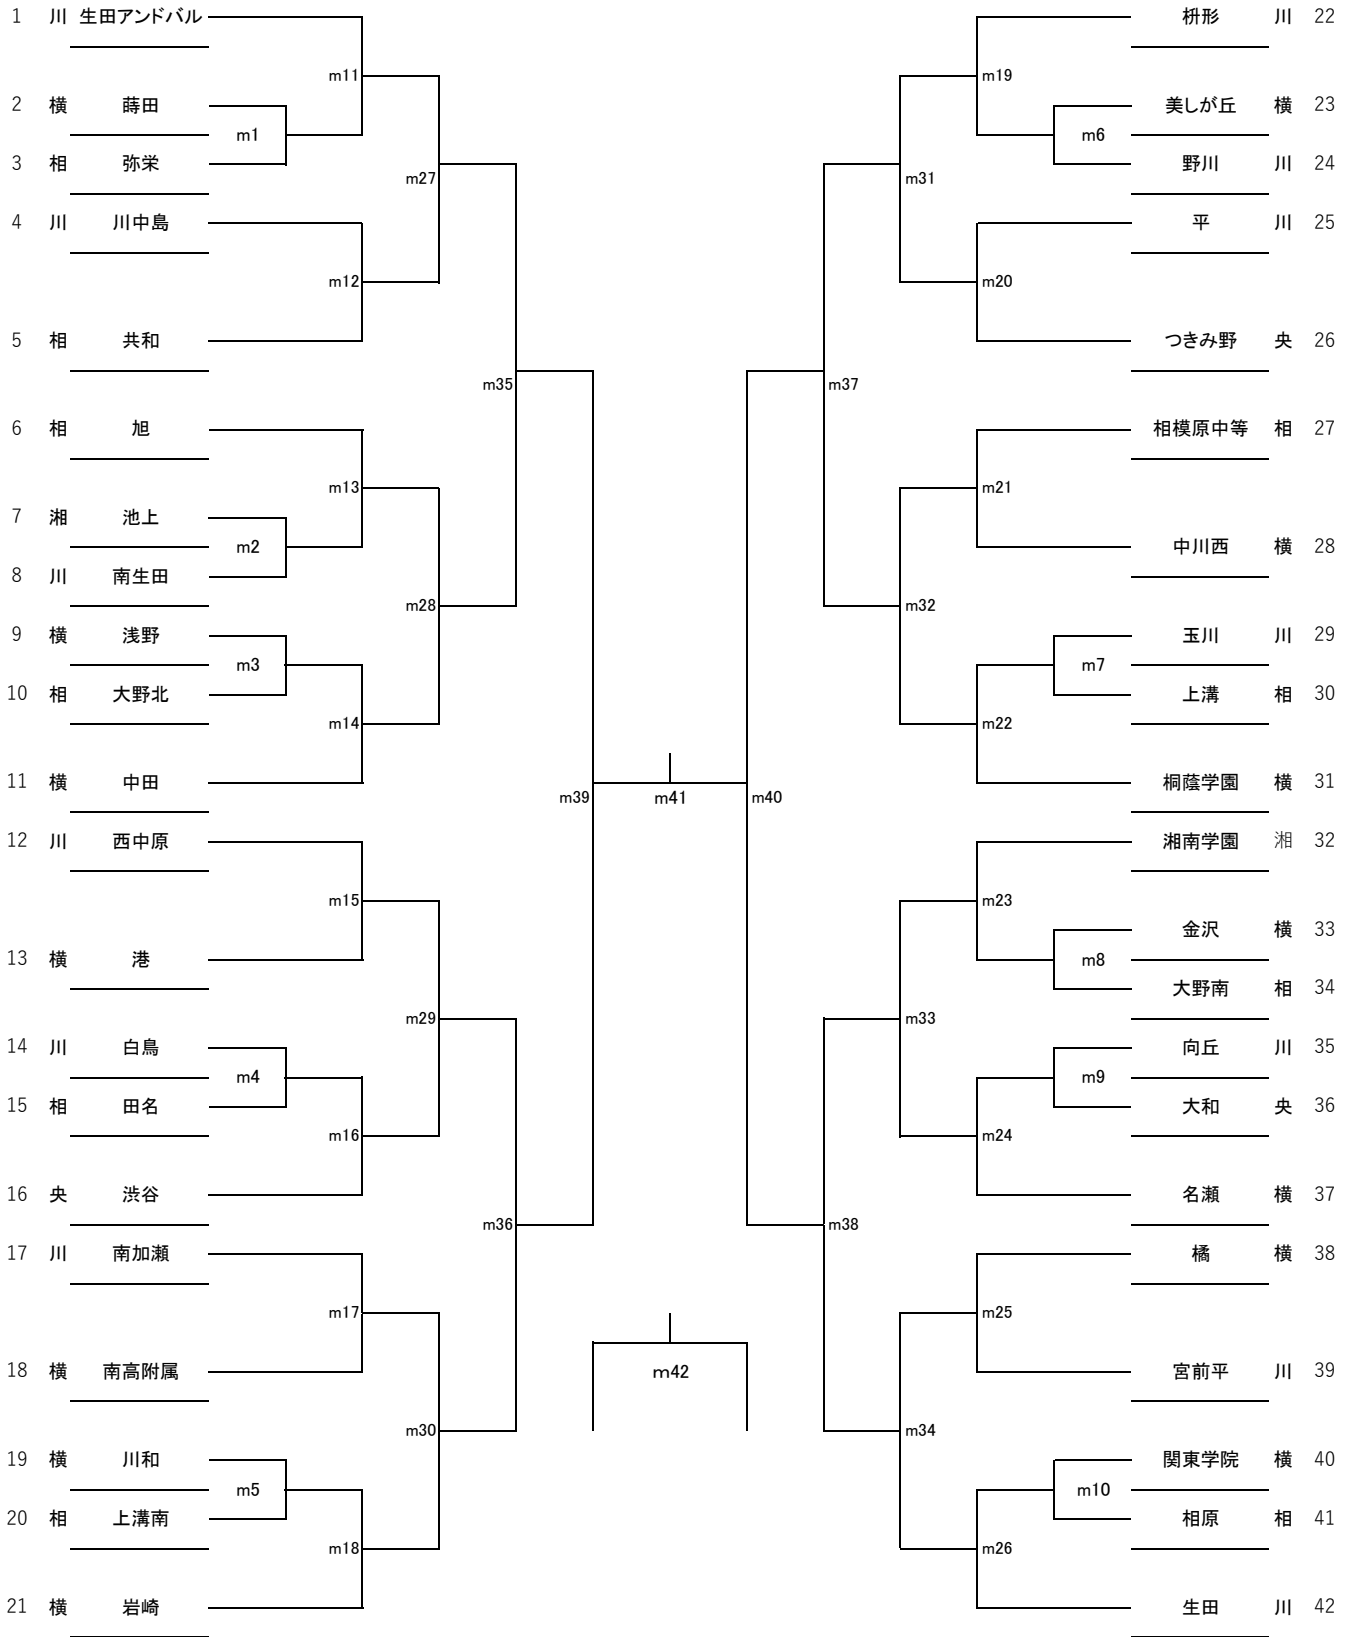 1 川 生田アンドバル
m11
2 横 蒔田
m1
3 相 弥栄
m27
4 川 川中島
m12
5 相 共和
m35
6 相 旭
m13
7 湘 池上
m2
8 川 南生田
m28
9 横 浅野
m3
10 相 大野北
m14
11 横 中田
m39
12 川 西中原
m15
13 横 港
m29
14 川 白鳥
m4
15 相 田名
m16
16 央 渋谷
m36
17 川 南加瀬
m17
18 横 南高附属
m30
19 横 川和
m5
20 相 上溝南
m18
21 横 岩崎
m41
m42
枡形 川 22
m19
美しが丘 横 23
m6
野川 川 24
m31
平 川 25
m20
つきみ野 央 26
m37
相模原中等 相 27
m21
中川西 横 28
m32
玉川 川 29
m7
上溝 相 30
m22
桐蔭学園 横 31
m40
湘南学園 湘 32
m23
金沢 横 33
m8
大野南 相 34
m33
向丘 川 35
m9
大和 央 36
m24
名瀬 横 37
m38
橘 横 38
m25
宮前平 川 39
m34
関東学院 横 40
m10
相原 相 41
m26
生田 川 42